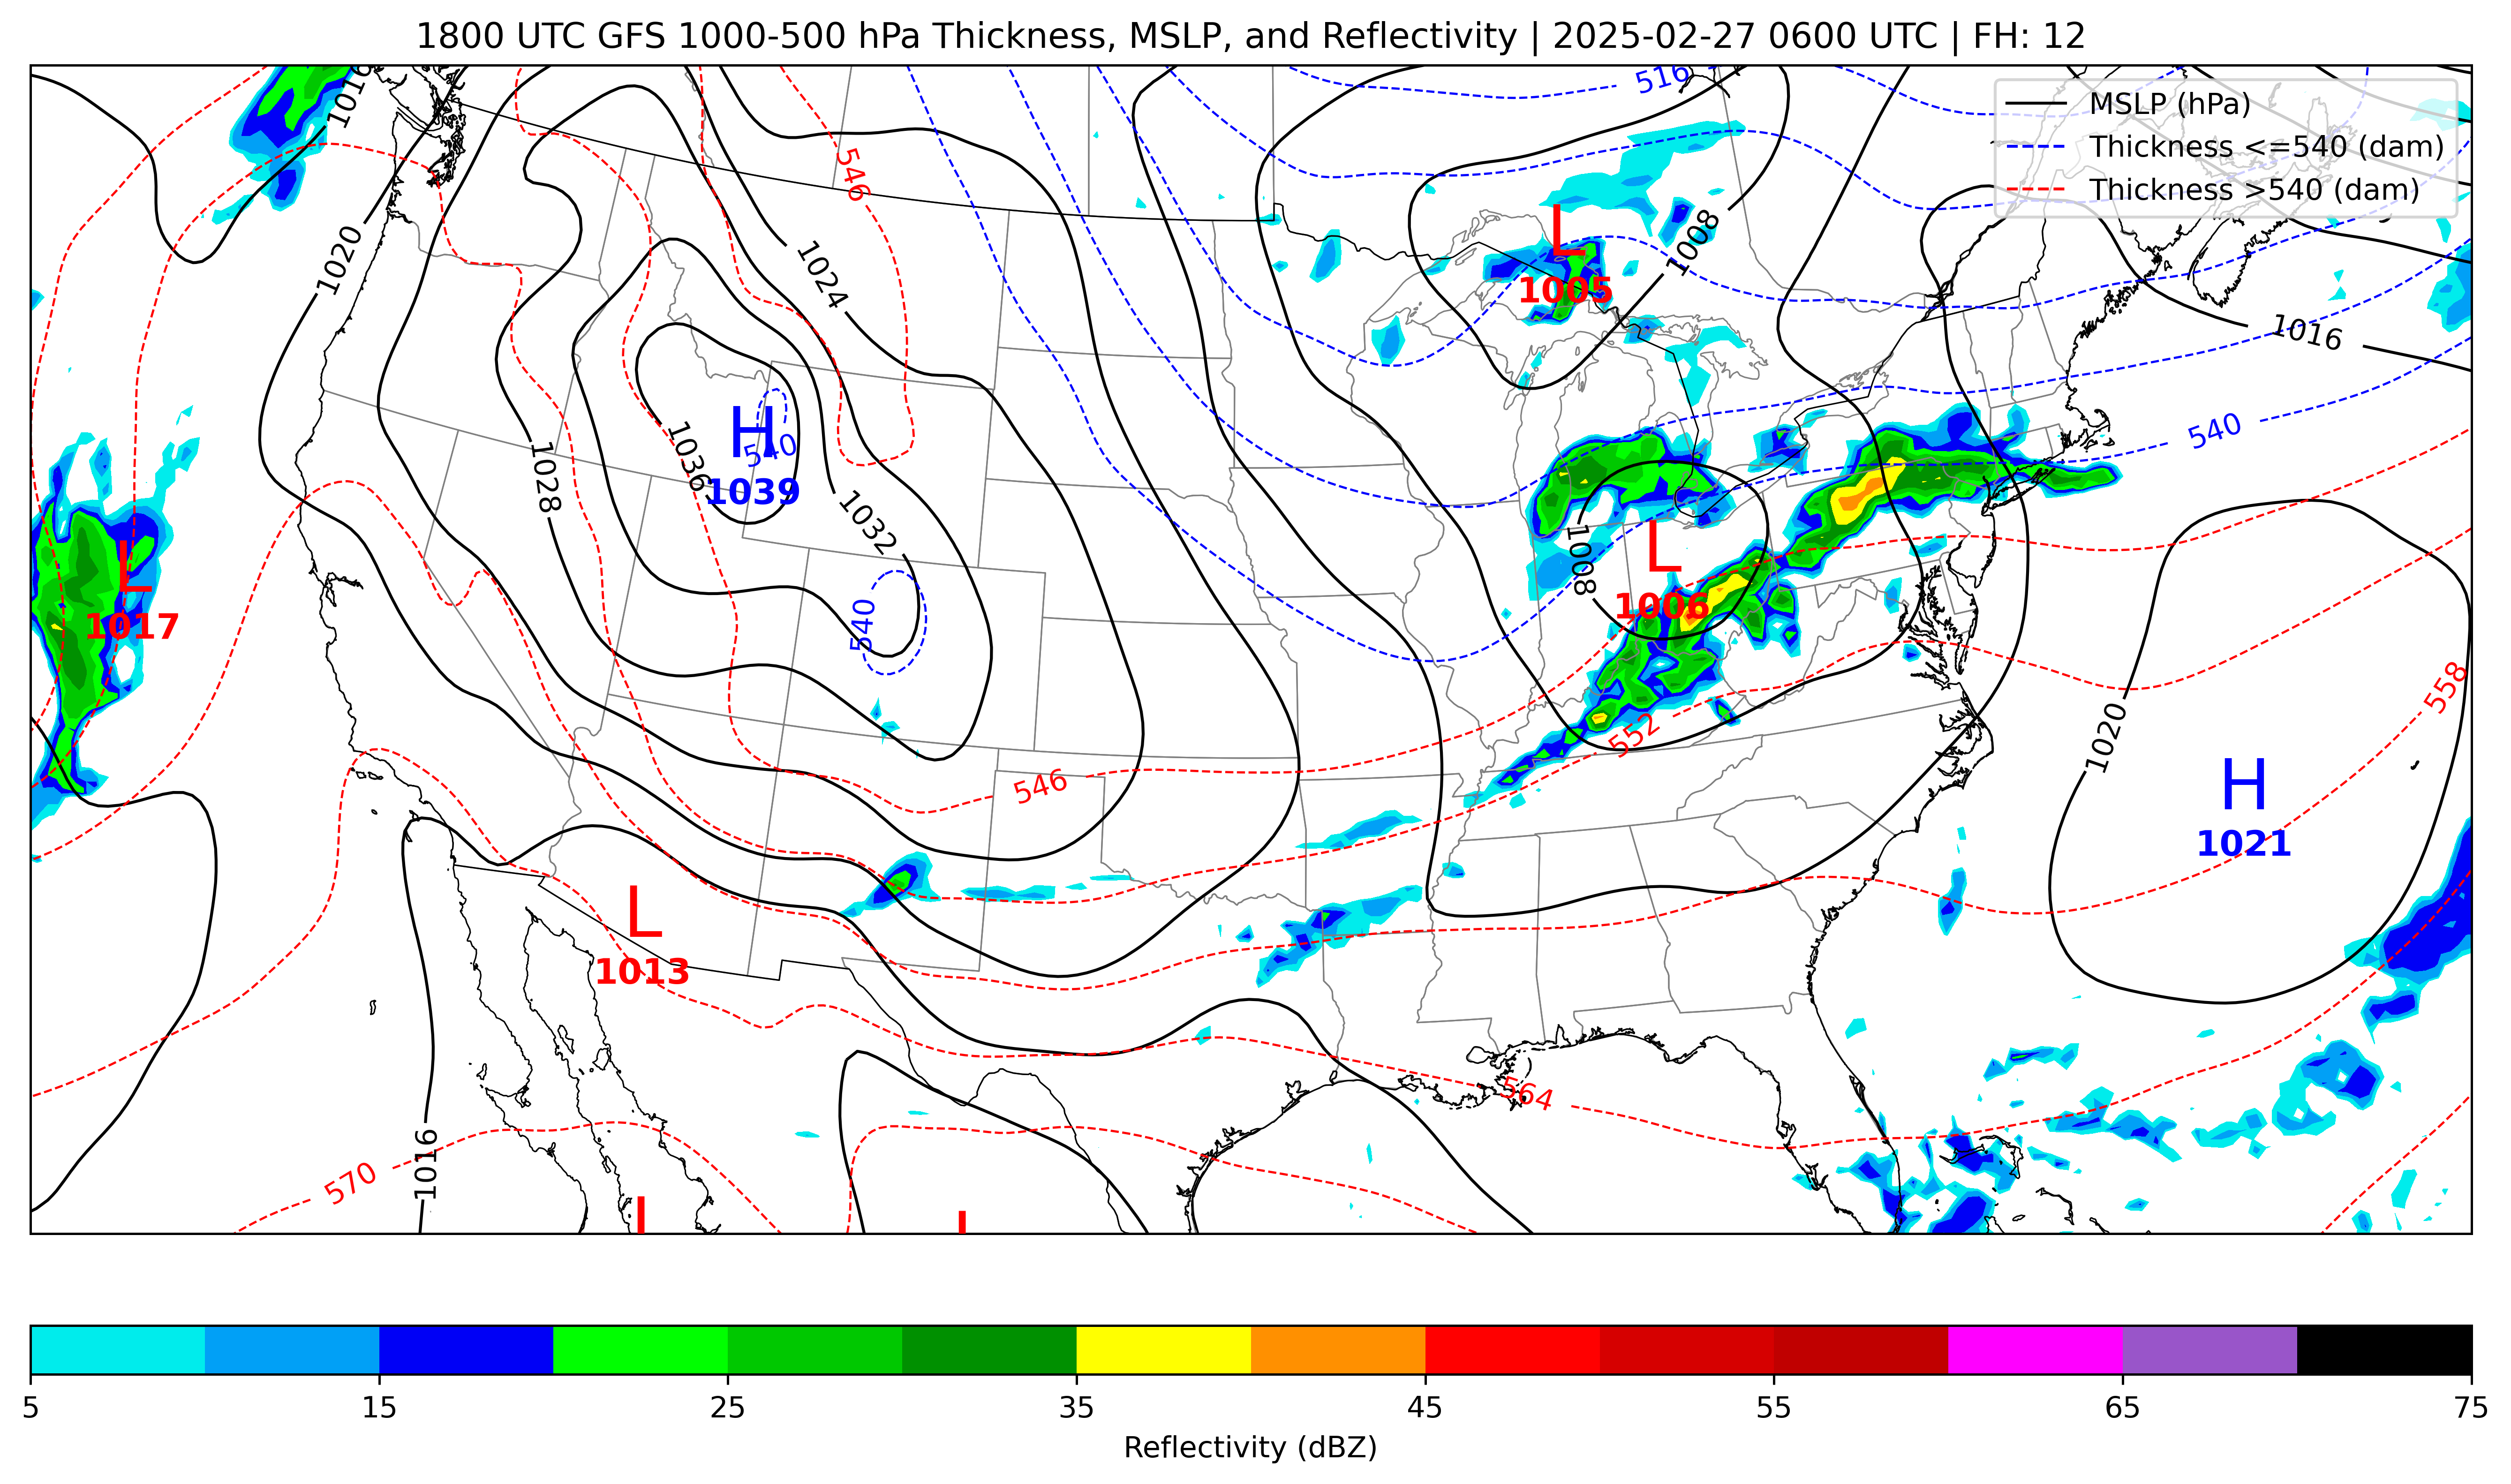 1800 UTC GFS 1000-500 hPa Thickness, MSLP, and Reflectivity | 2025-02-27 0600 UTC | FH: 12
MSLP (hPa)
Thickness <=540 (dam)
Thickness >540 (dam)
1016
516
546
1020
1024
L
1005
1008
1016
H
1039
540
1036
1028
1032
540
L
1017
540
1008
L
1006
552
558
1020
546
H
1021
L
1013
564
1016
570
L
L
5
15
25
35
45
55
65
75
Reflectivity (dBZ)